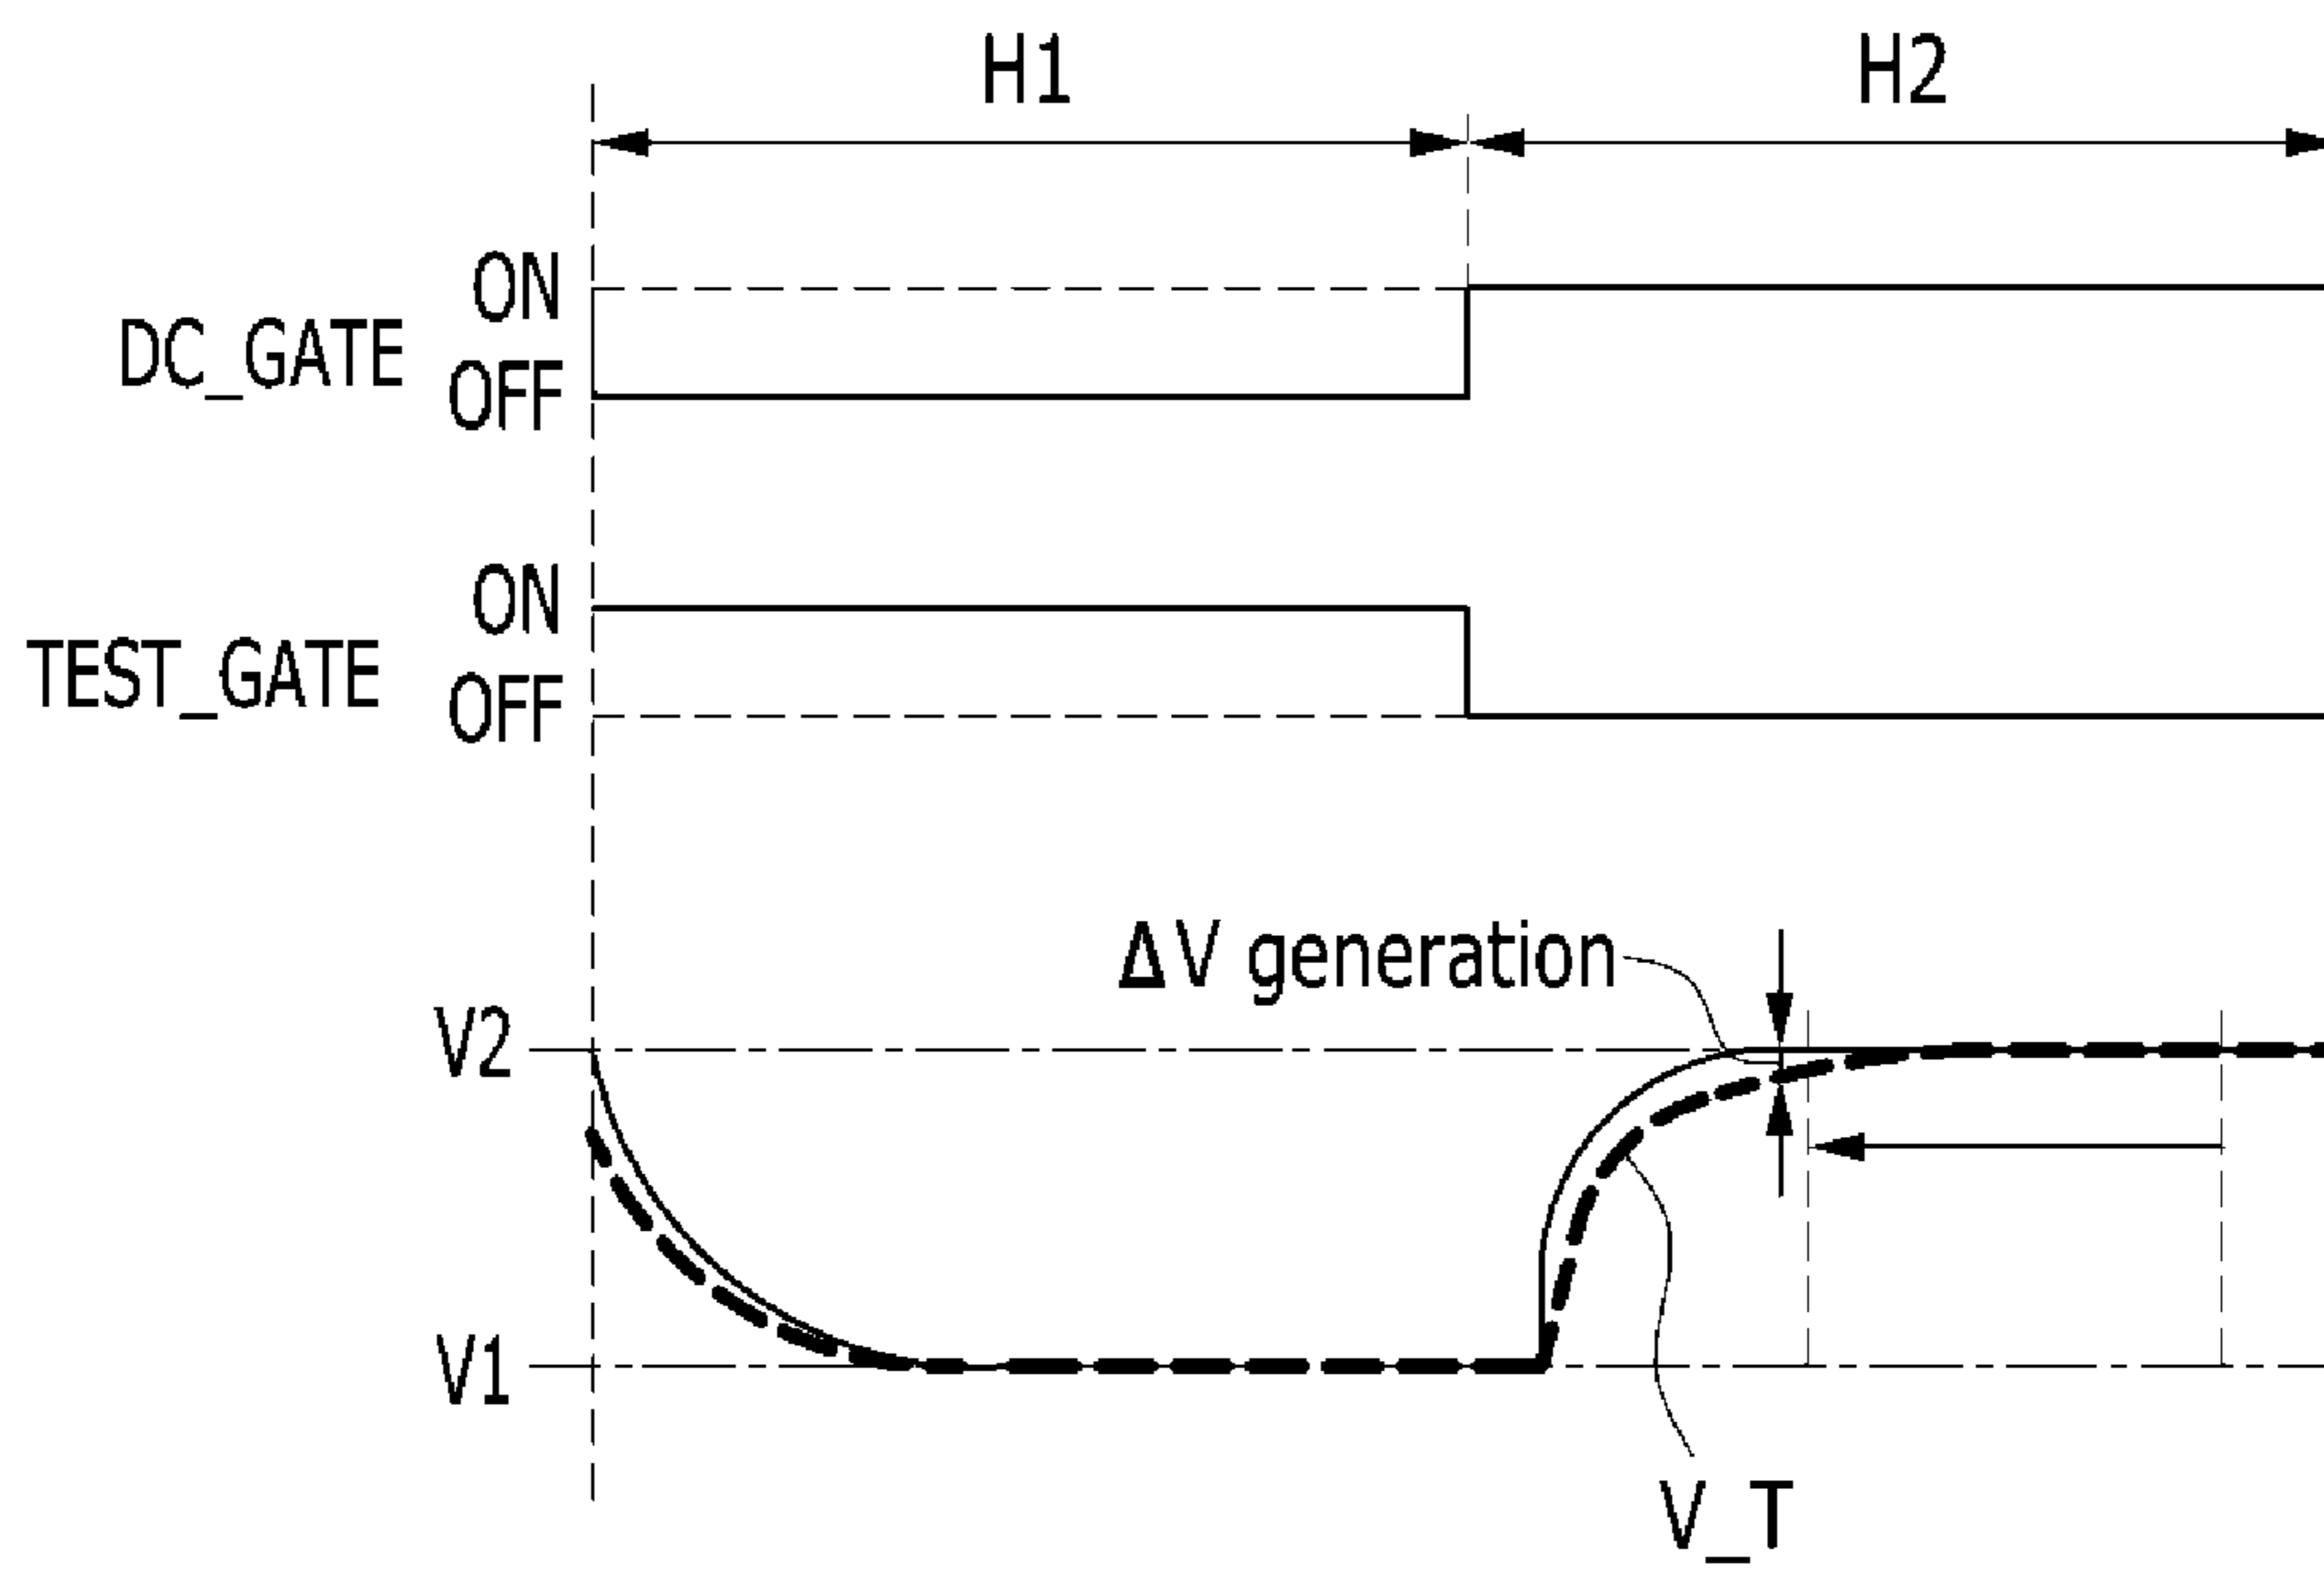 H1 H2
ON
DC_GATE
OFF
ON
TEST_GATE
OFF
ΔV generation
V2
V1
V_T